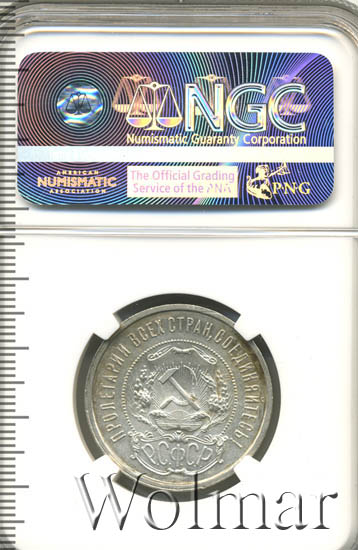 NGC
Numismatic Guaranty Corporation
AMERICAN
NUMISMATIC
ASSOCIATION
The Official Grading
Service of the ANA
PNG
ПРОЛЕТАРИИ ВСЕХ СТРАН, СОЕДИНЯЙТЕСЬ!
Р.С.Ф.С.Р.
Wolmar